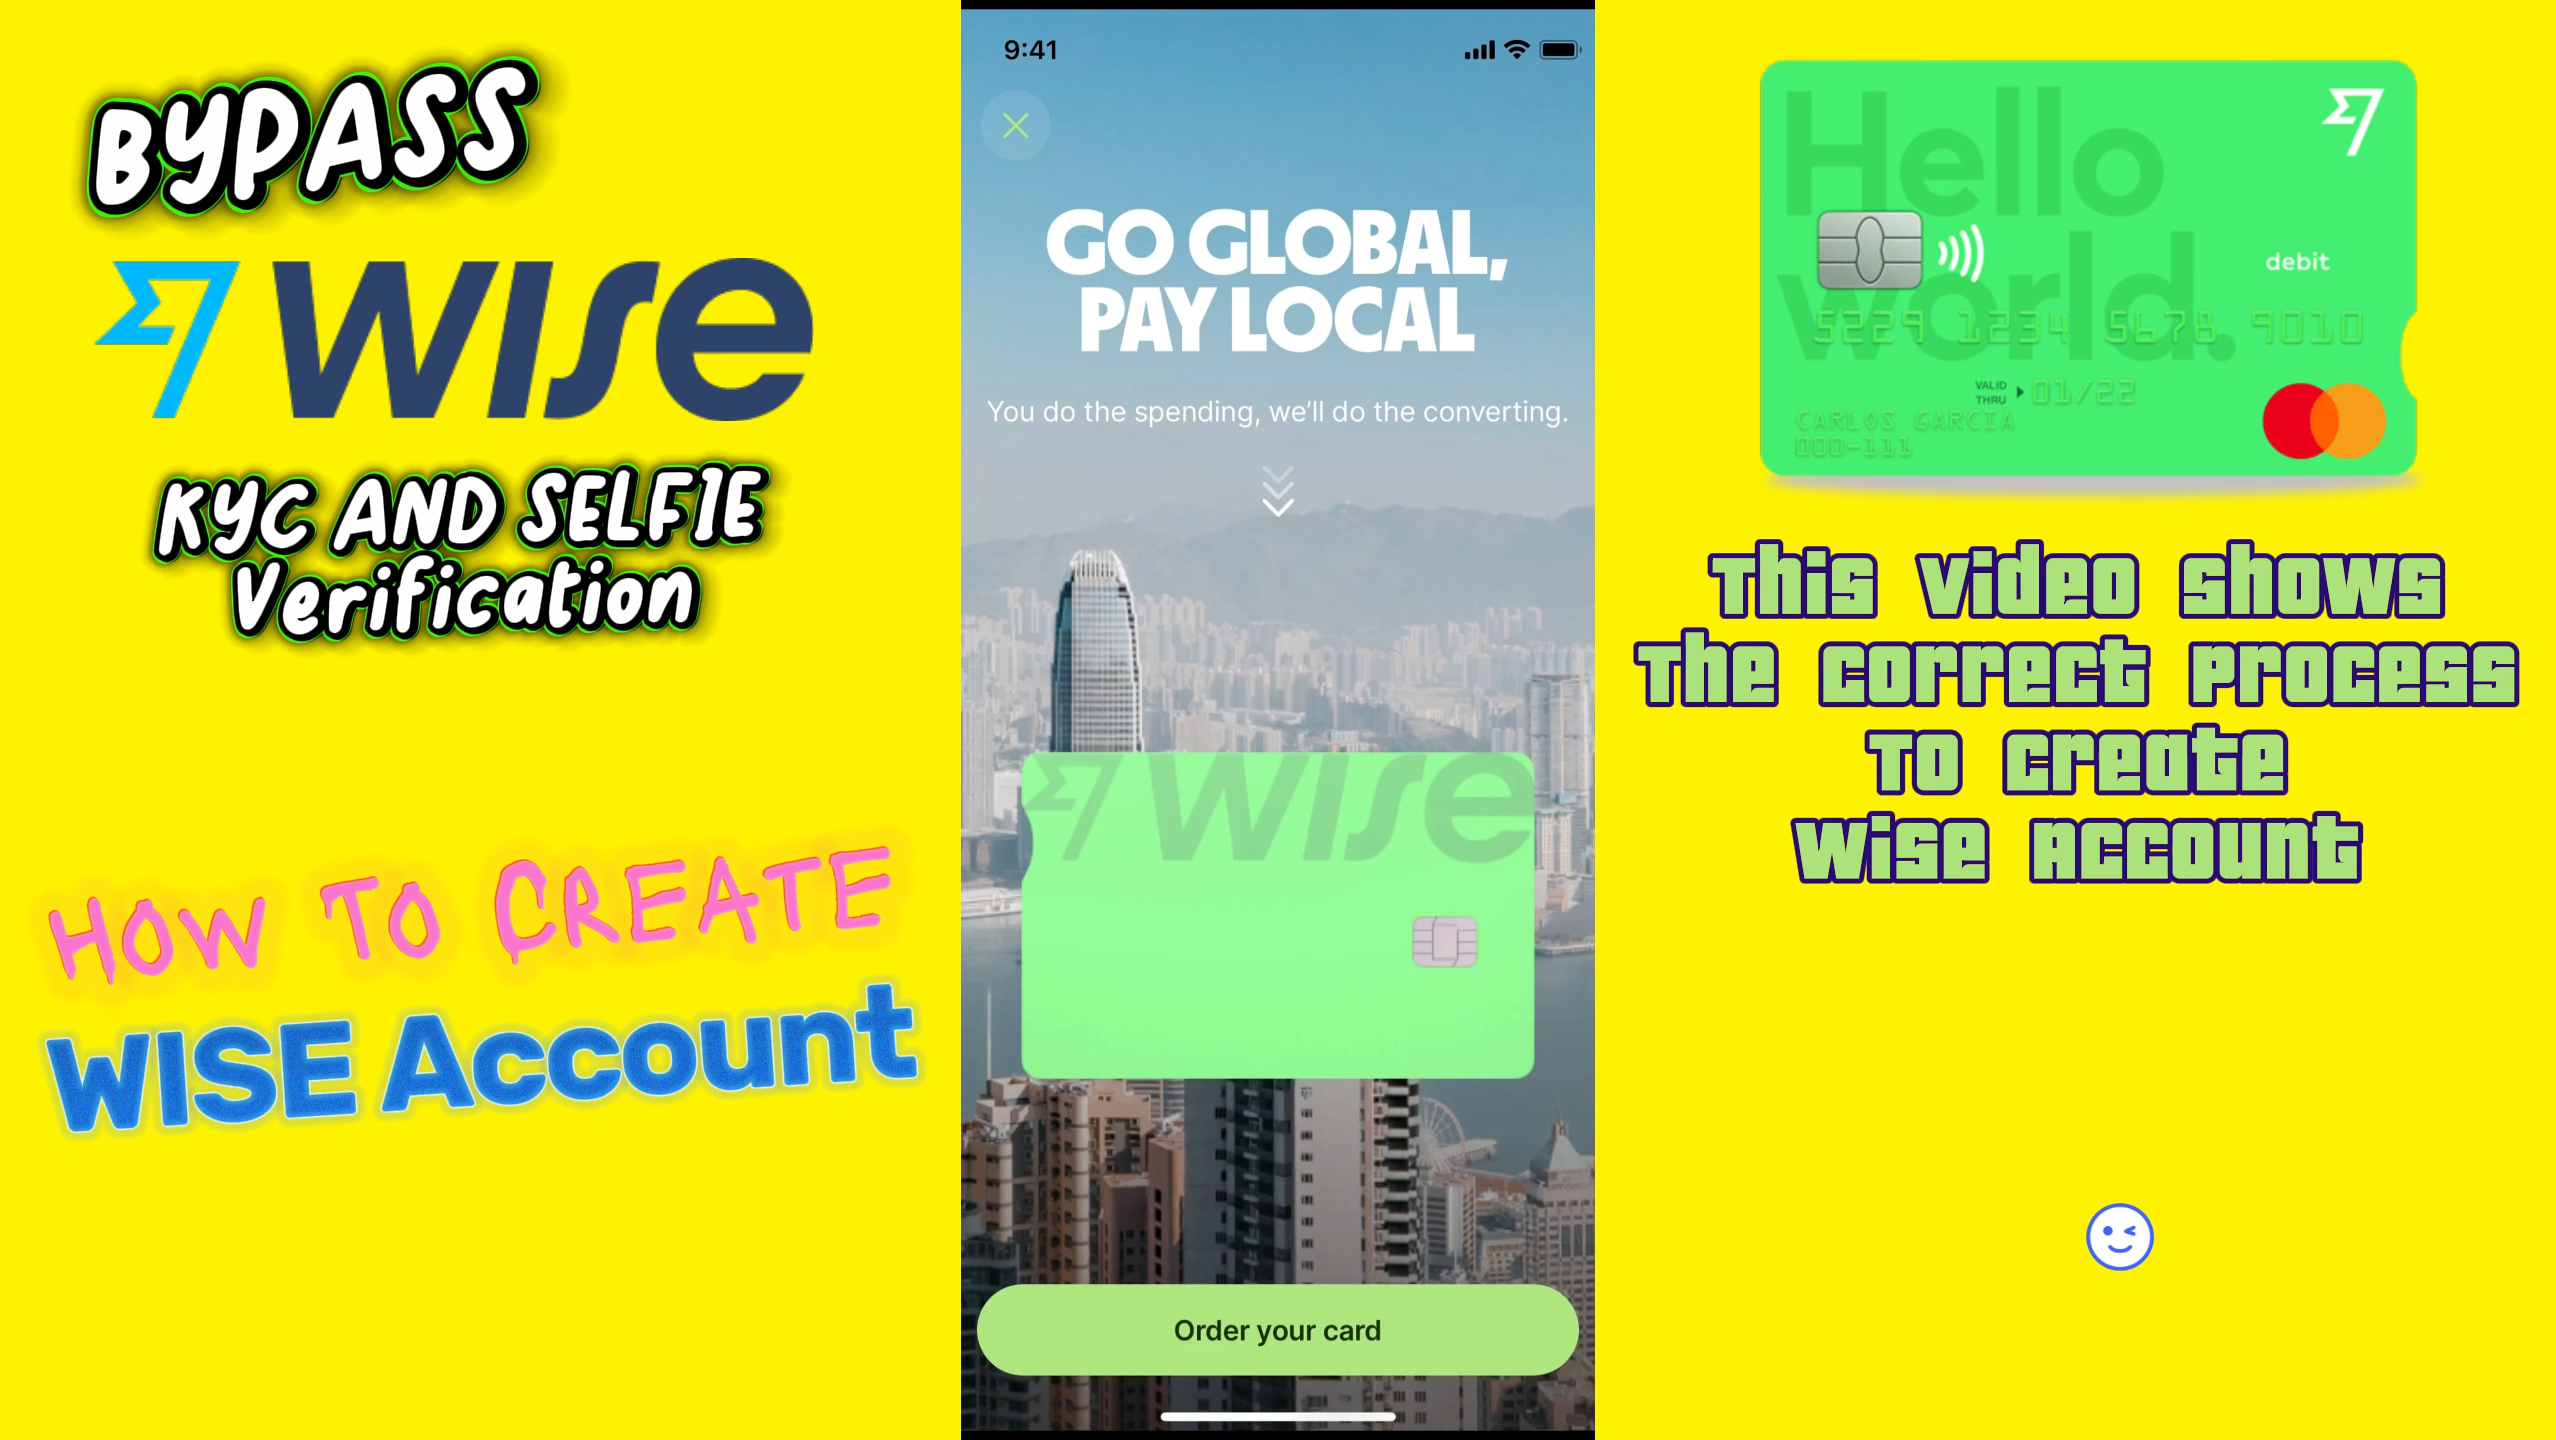 BYPASS
WISE
KYC AND SELFIE
Verification
HOW TO CREATE
WISE Account
9:41
GO GLOBAL,
PAY LOCAL
You do the spending, we'll do the converting.
WISE
Order your card
Hello
world.
debit
5229 1234 5678 9010
VALID
THRU
01/22
CARLOS GARCIA
000-111
This Video Shows
The Correct Process
To Create
Wise Account